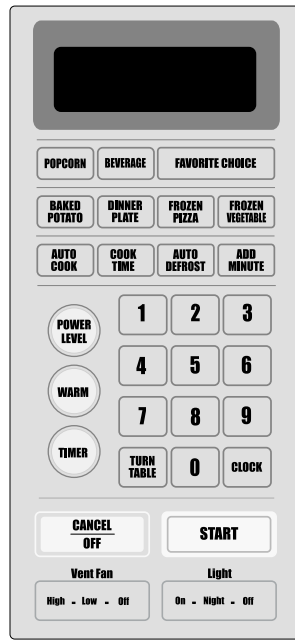 POPCORN BEVERAGE FAVORITE CHOICE
BAKED POTATO DINNER PLATE FROZEN PIZZA FROZEN VEGETABLE
AUTO COOK COOK TIME AUTO DEFROST ADD MINUTE
1 2 3
POWER LEVEL
4 5 6
WARM
7 8 9
TIMER TURN TABLE 0 CLOCK
CANCEL
OFF
START
Vent Fan Light
High - Low - Off On - Night - Off